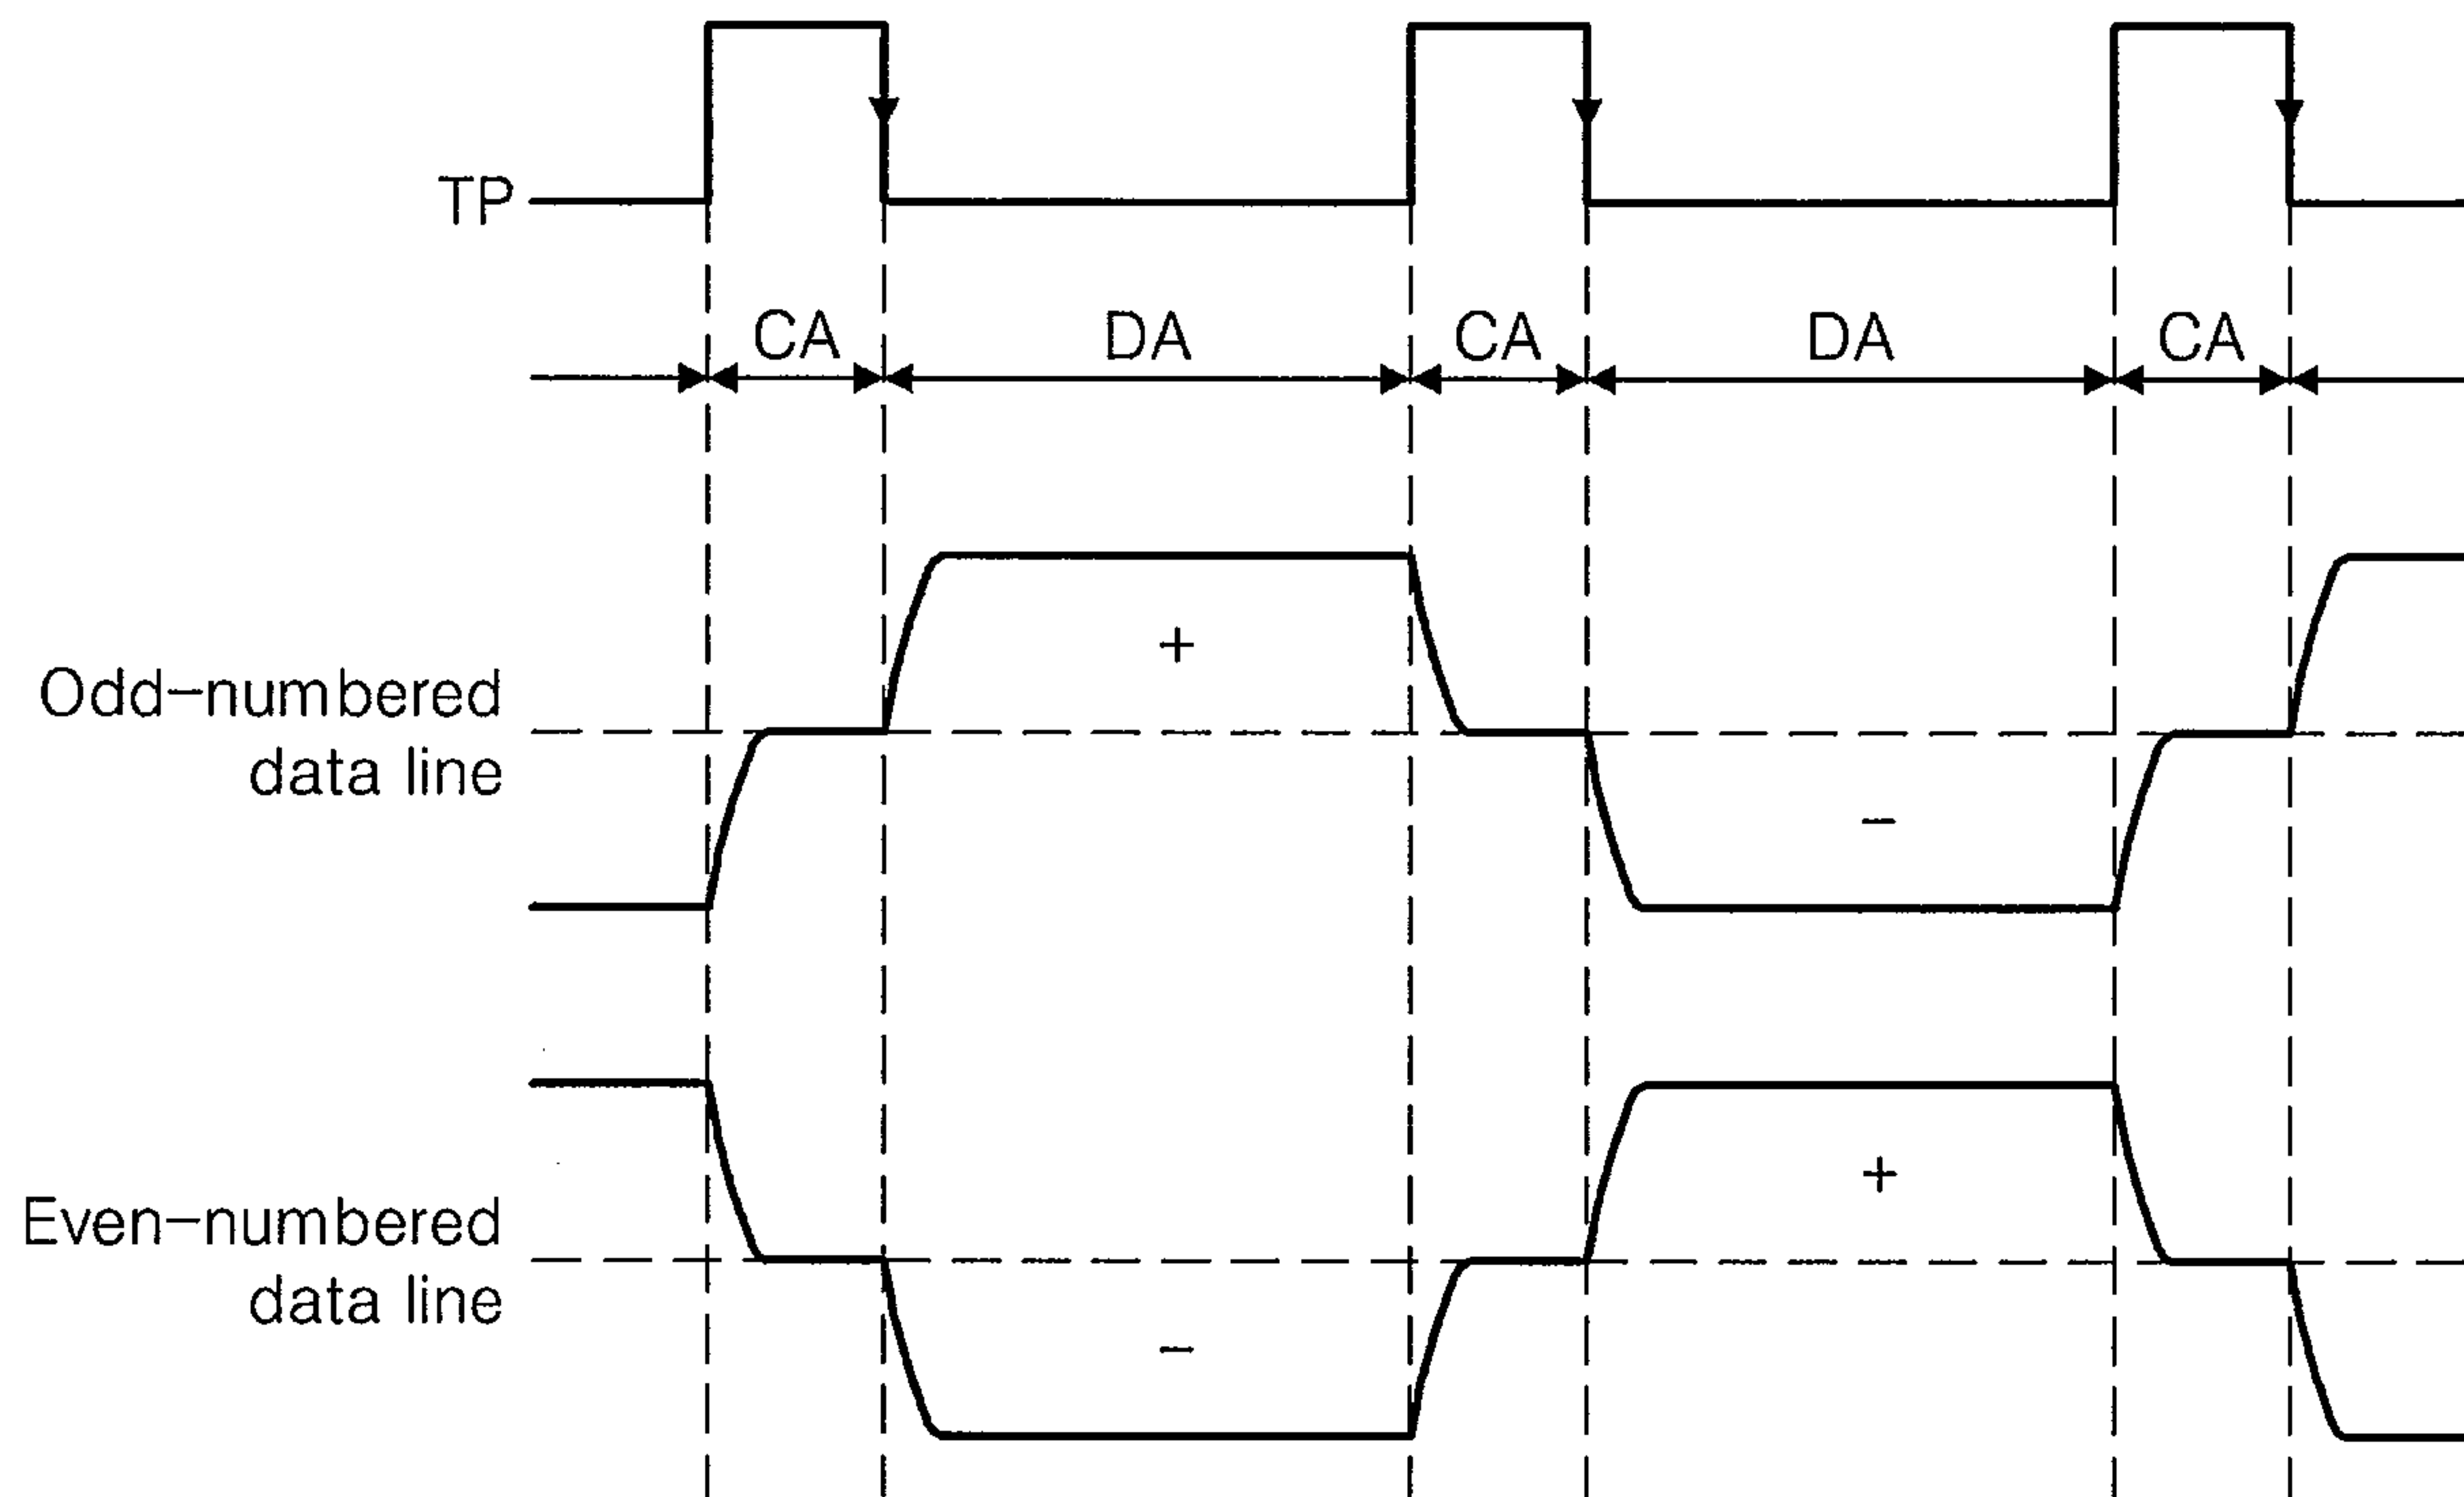 TP
CA DA CA DA CA
+
Odd-numbered
data line
−
+
Even-numbered
data line
−